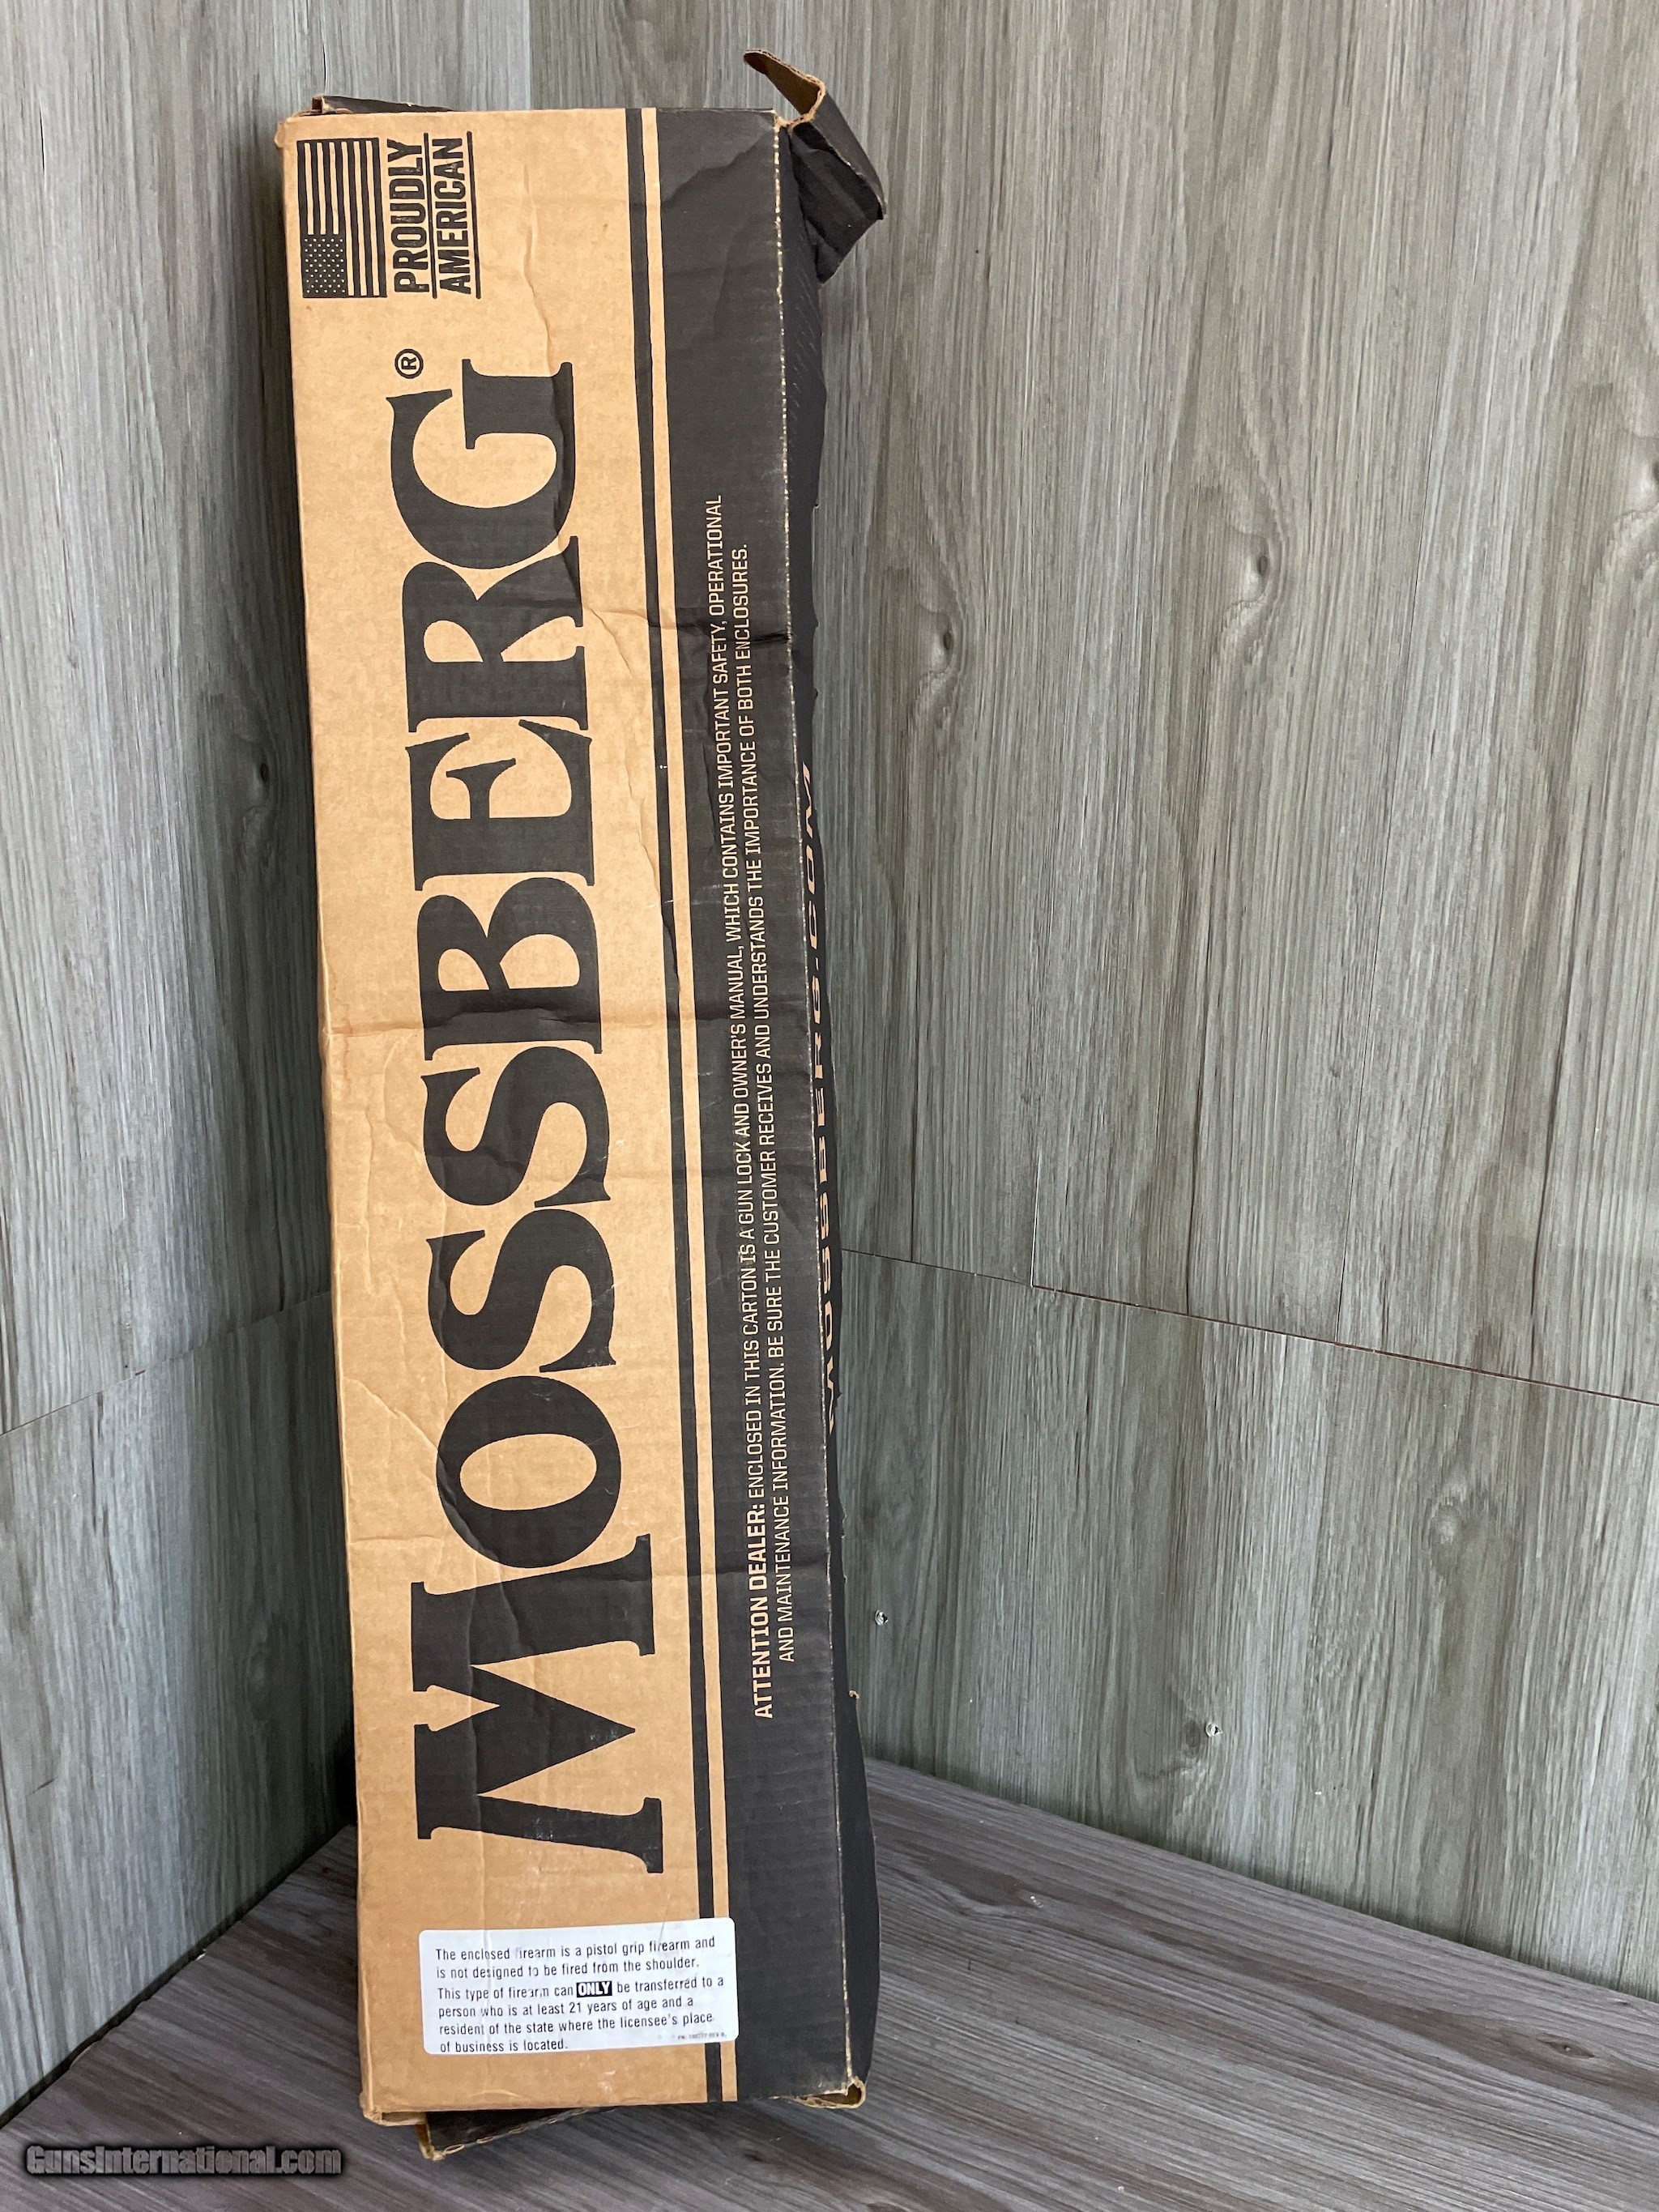 PROUDLY
AMERICAN
MOSSBERG®
ATTENTION DEALER: ENCLOSED IN THIS CARTON IS A GUN LOCK AND OWNER'S MANUAL, WHICH CONTAINS IMPORTANT SAFETY, OPERATIONAL
AND MAINTENANCE INFORMATION. BE SURE THE CUSTOMER RECEIVES AND UNDERSTANDS THE IMPORTANCE OF BOTH ENCLOSURES.
MOSSBERG.COM
The enclosed firearm is a pistol grip firearm and
is not designed to be fired from the shoulder.
This type of firearm can ONLY be transferred to a
person who is at least 21 years of age and a
resident of the state where the licensee's place
of business is located.
GunsInternational.com